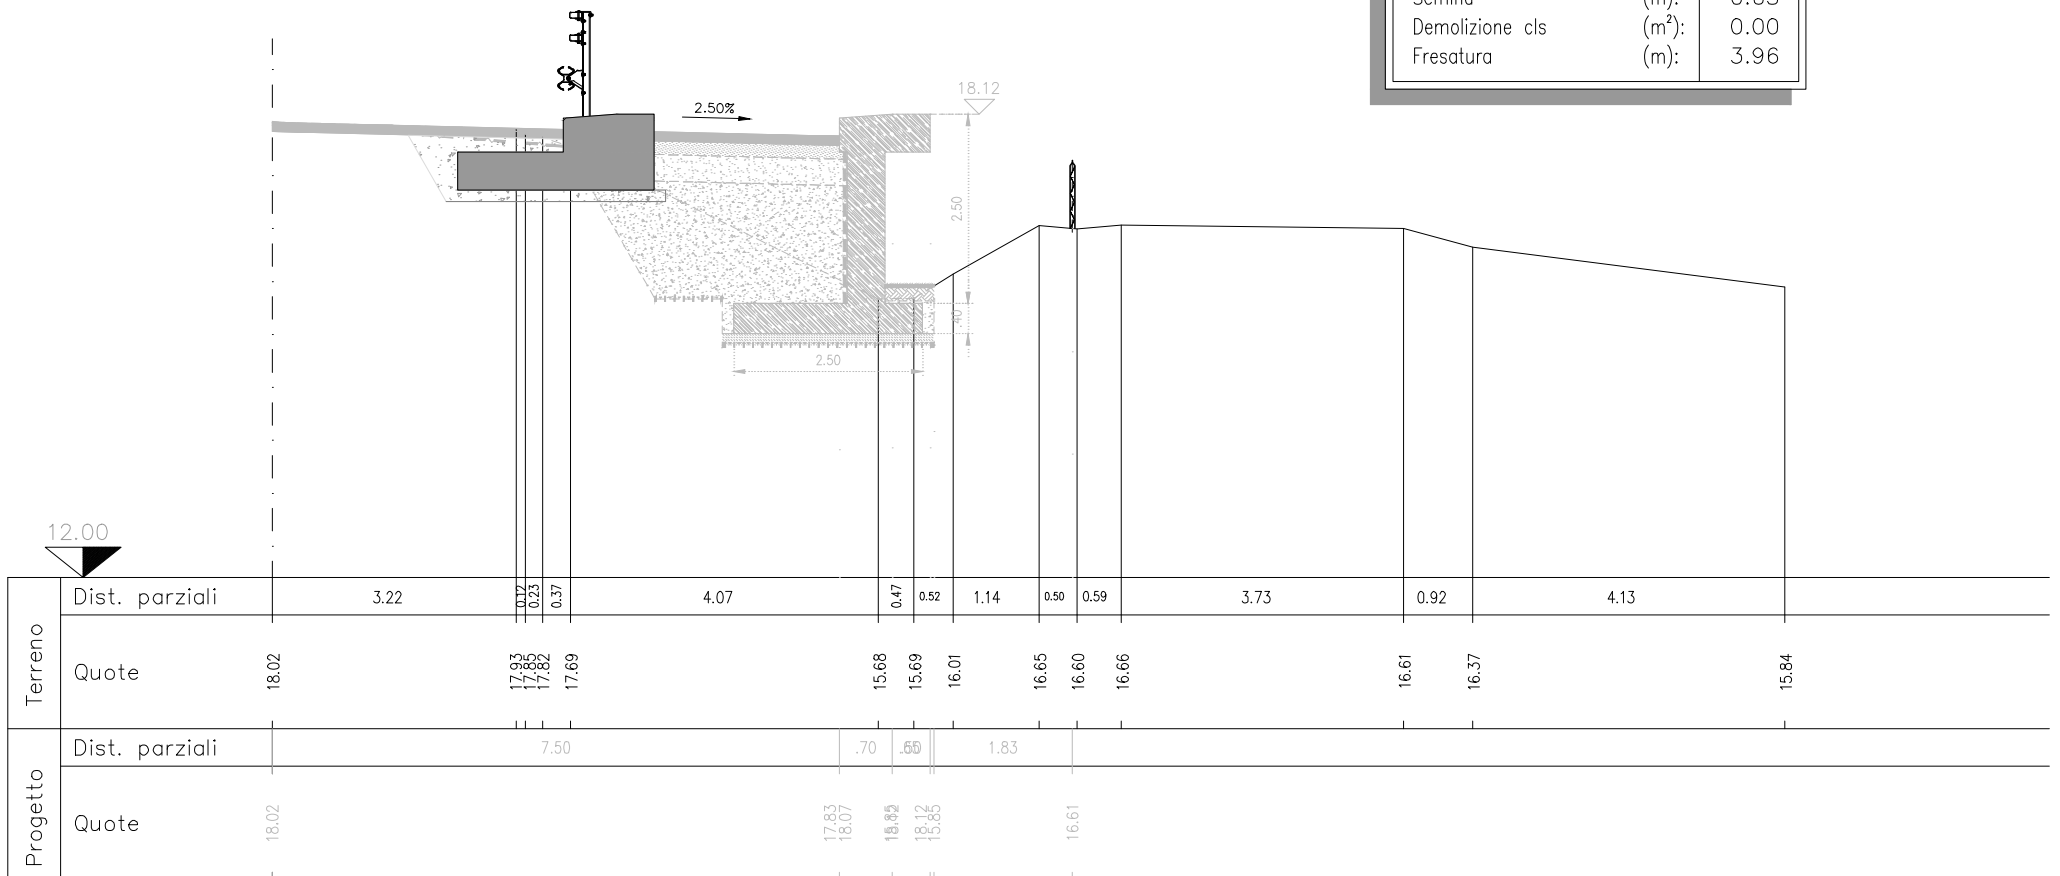 Demolizione cls (m²): 0.00
Fresatura (m): 3.96
2.50%
18.12
2.50
.40
2.50
12.00
Terreno
Dist. parziali 3.22 0.12 0.23 0.37 4.07 0.47 0.52 1.14 0.50 0.59 3.73 0.92 4.13
Quote 18.02 17.93 17.85 17.82 17.69 15.68 15.69 16.01 16.65 16.60 16.66 16.61 16.37 15.84
Progetto
Dist. parziali 7.50 .70 1.83
Quote 18.02 17.83 18.07 18.12 18.12 15.85 16.61